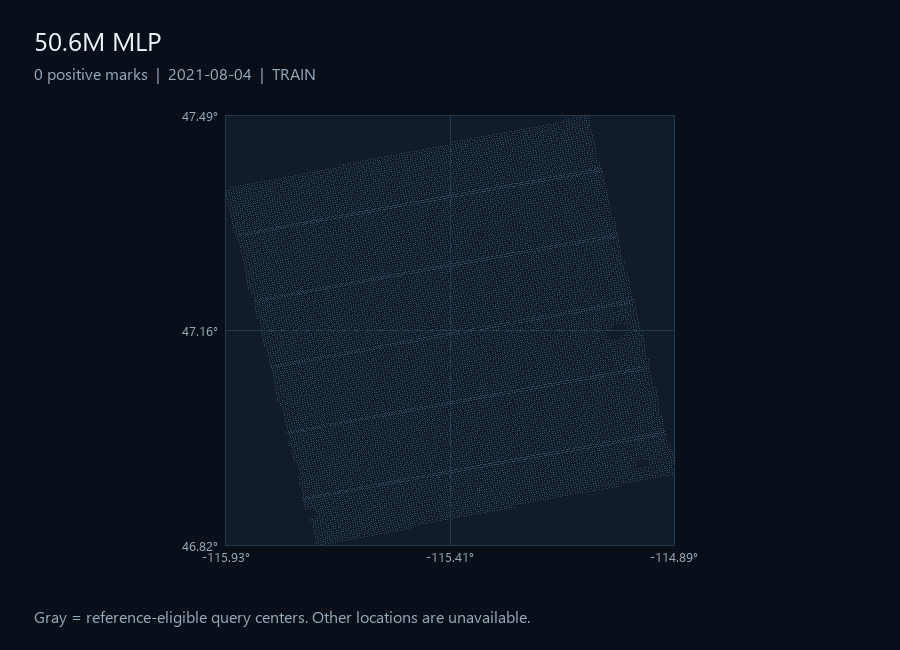 50.6M MLP
0 positive marks | 2021-08-04 | TRAIN
47.49°
47.16°
46.82°
-115.93° -115.41° -114.89°
Gray = reference-eligible query centers. Other locations are unavailable.